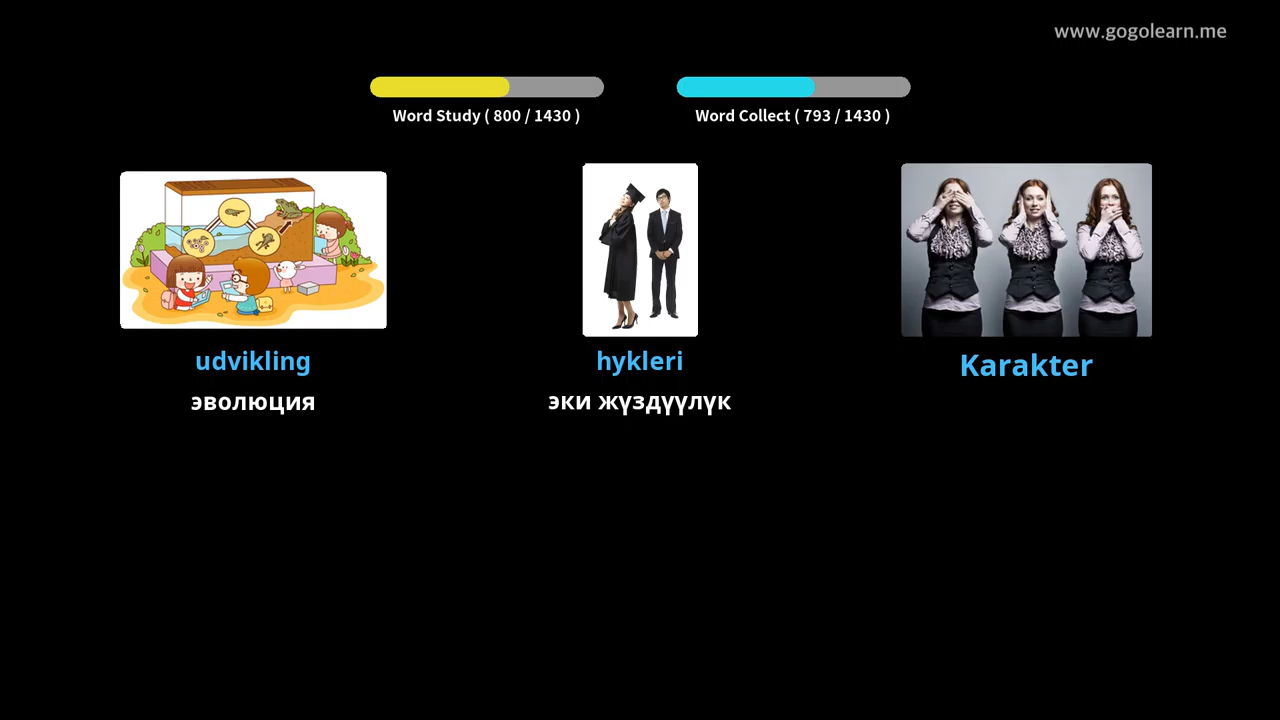 www.gogolearn.me
Word Study ( 800 / 1430 )
Word Collect ( 793 / 1430 )
udvikling
hykleri
Karakter
эволюция
эки жүздүүлүк